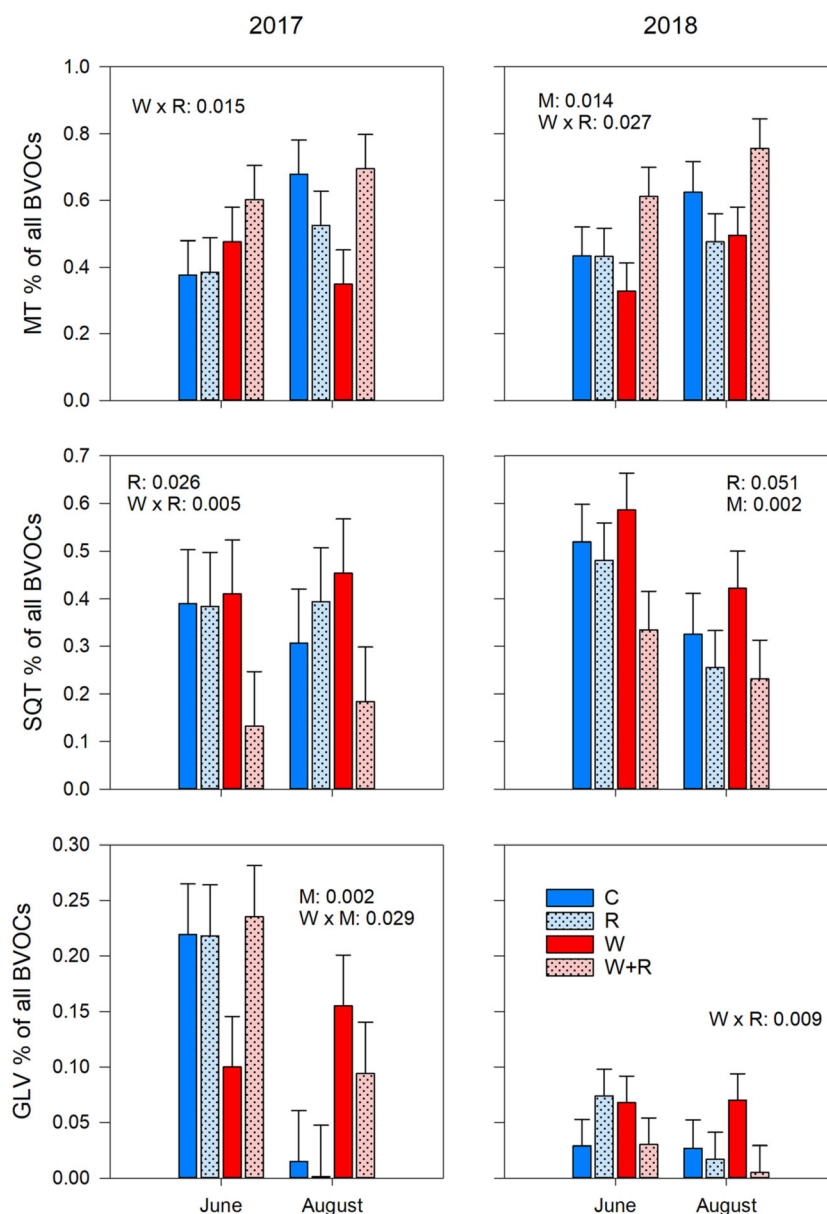 2017
2018
MT % of all BVOCs
1.0
0.8
0.6
0.4
0.2
0.0
W x R: 0.015
M: 0.014
W x R: 0.027
SQT % of all BVOCs
0.7
0.6
0.5
0.4
0.3
0.2
0.1
0.0
R: 0.026
W x R: 0.005
R: 0.051
M: 0.002
GLV % of all BVOCs
0.30
0.25
0.20
0.15
0.10
0.05
0.00
M: 0.002
W x M: 0.029
C
R
W
W+R
W x R: 0.009
June
August
June
August